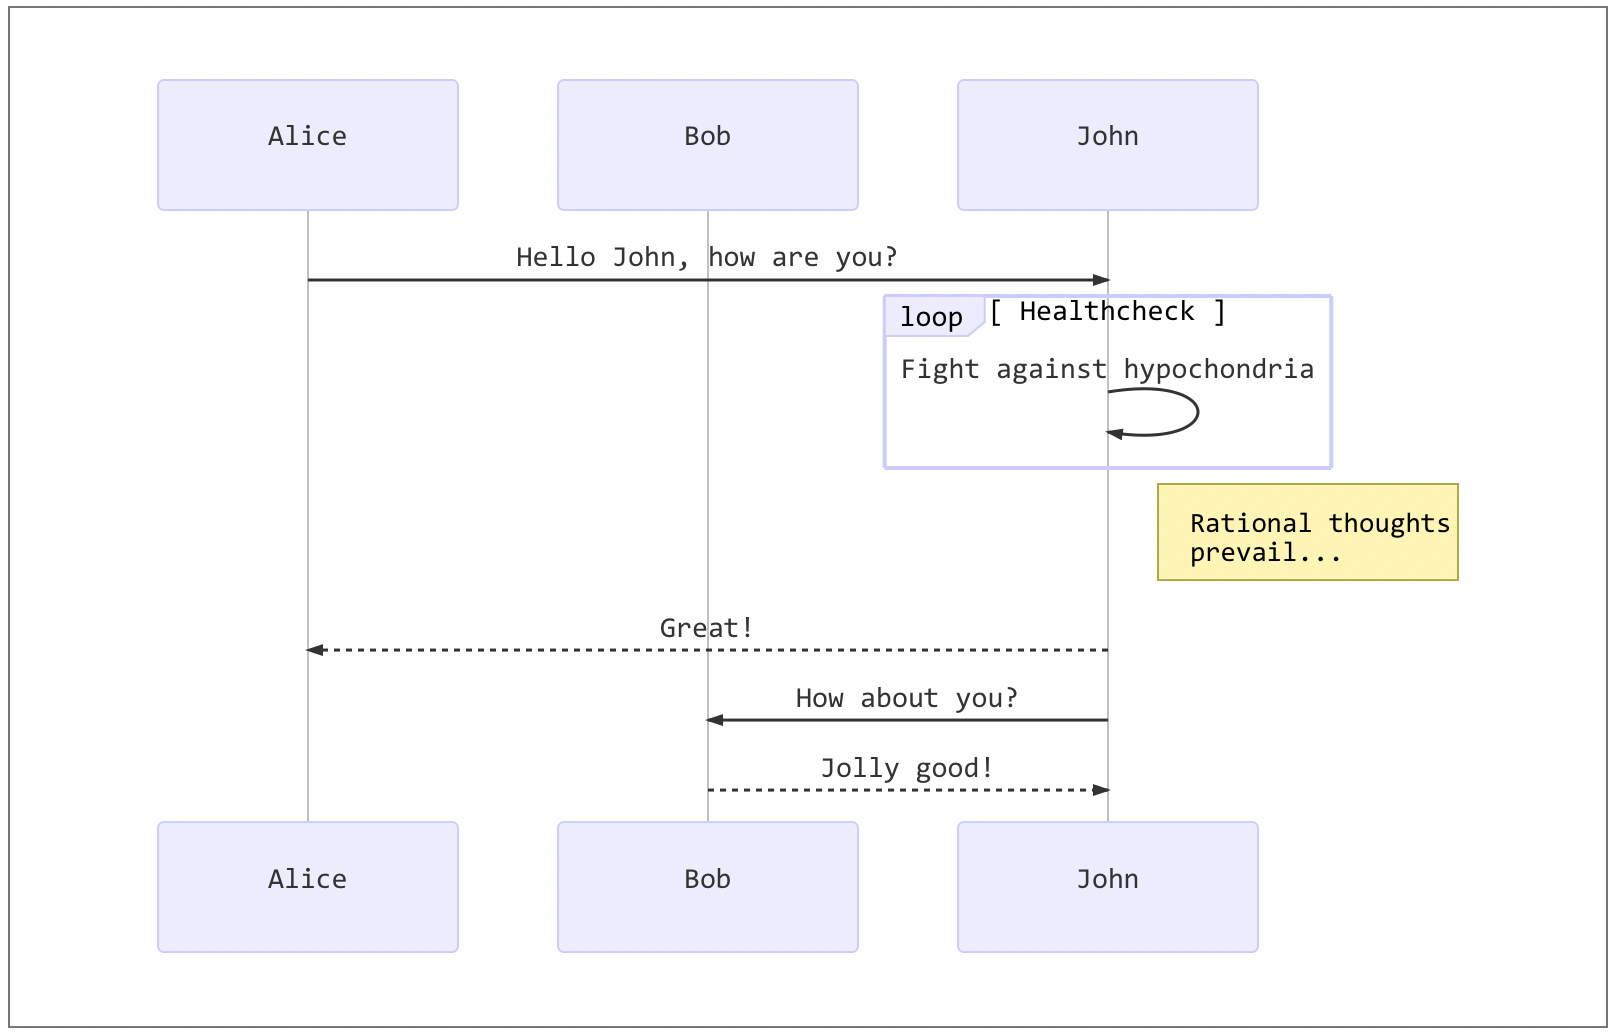 Alice
Bob
John
Hello John, how are you?
loop
[ Healthcheck ]
Fight against hypochondria
Rational thoughts
prevail...
Great!
How about you?
Jolly good!
Alice
Bob
John